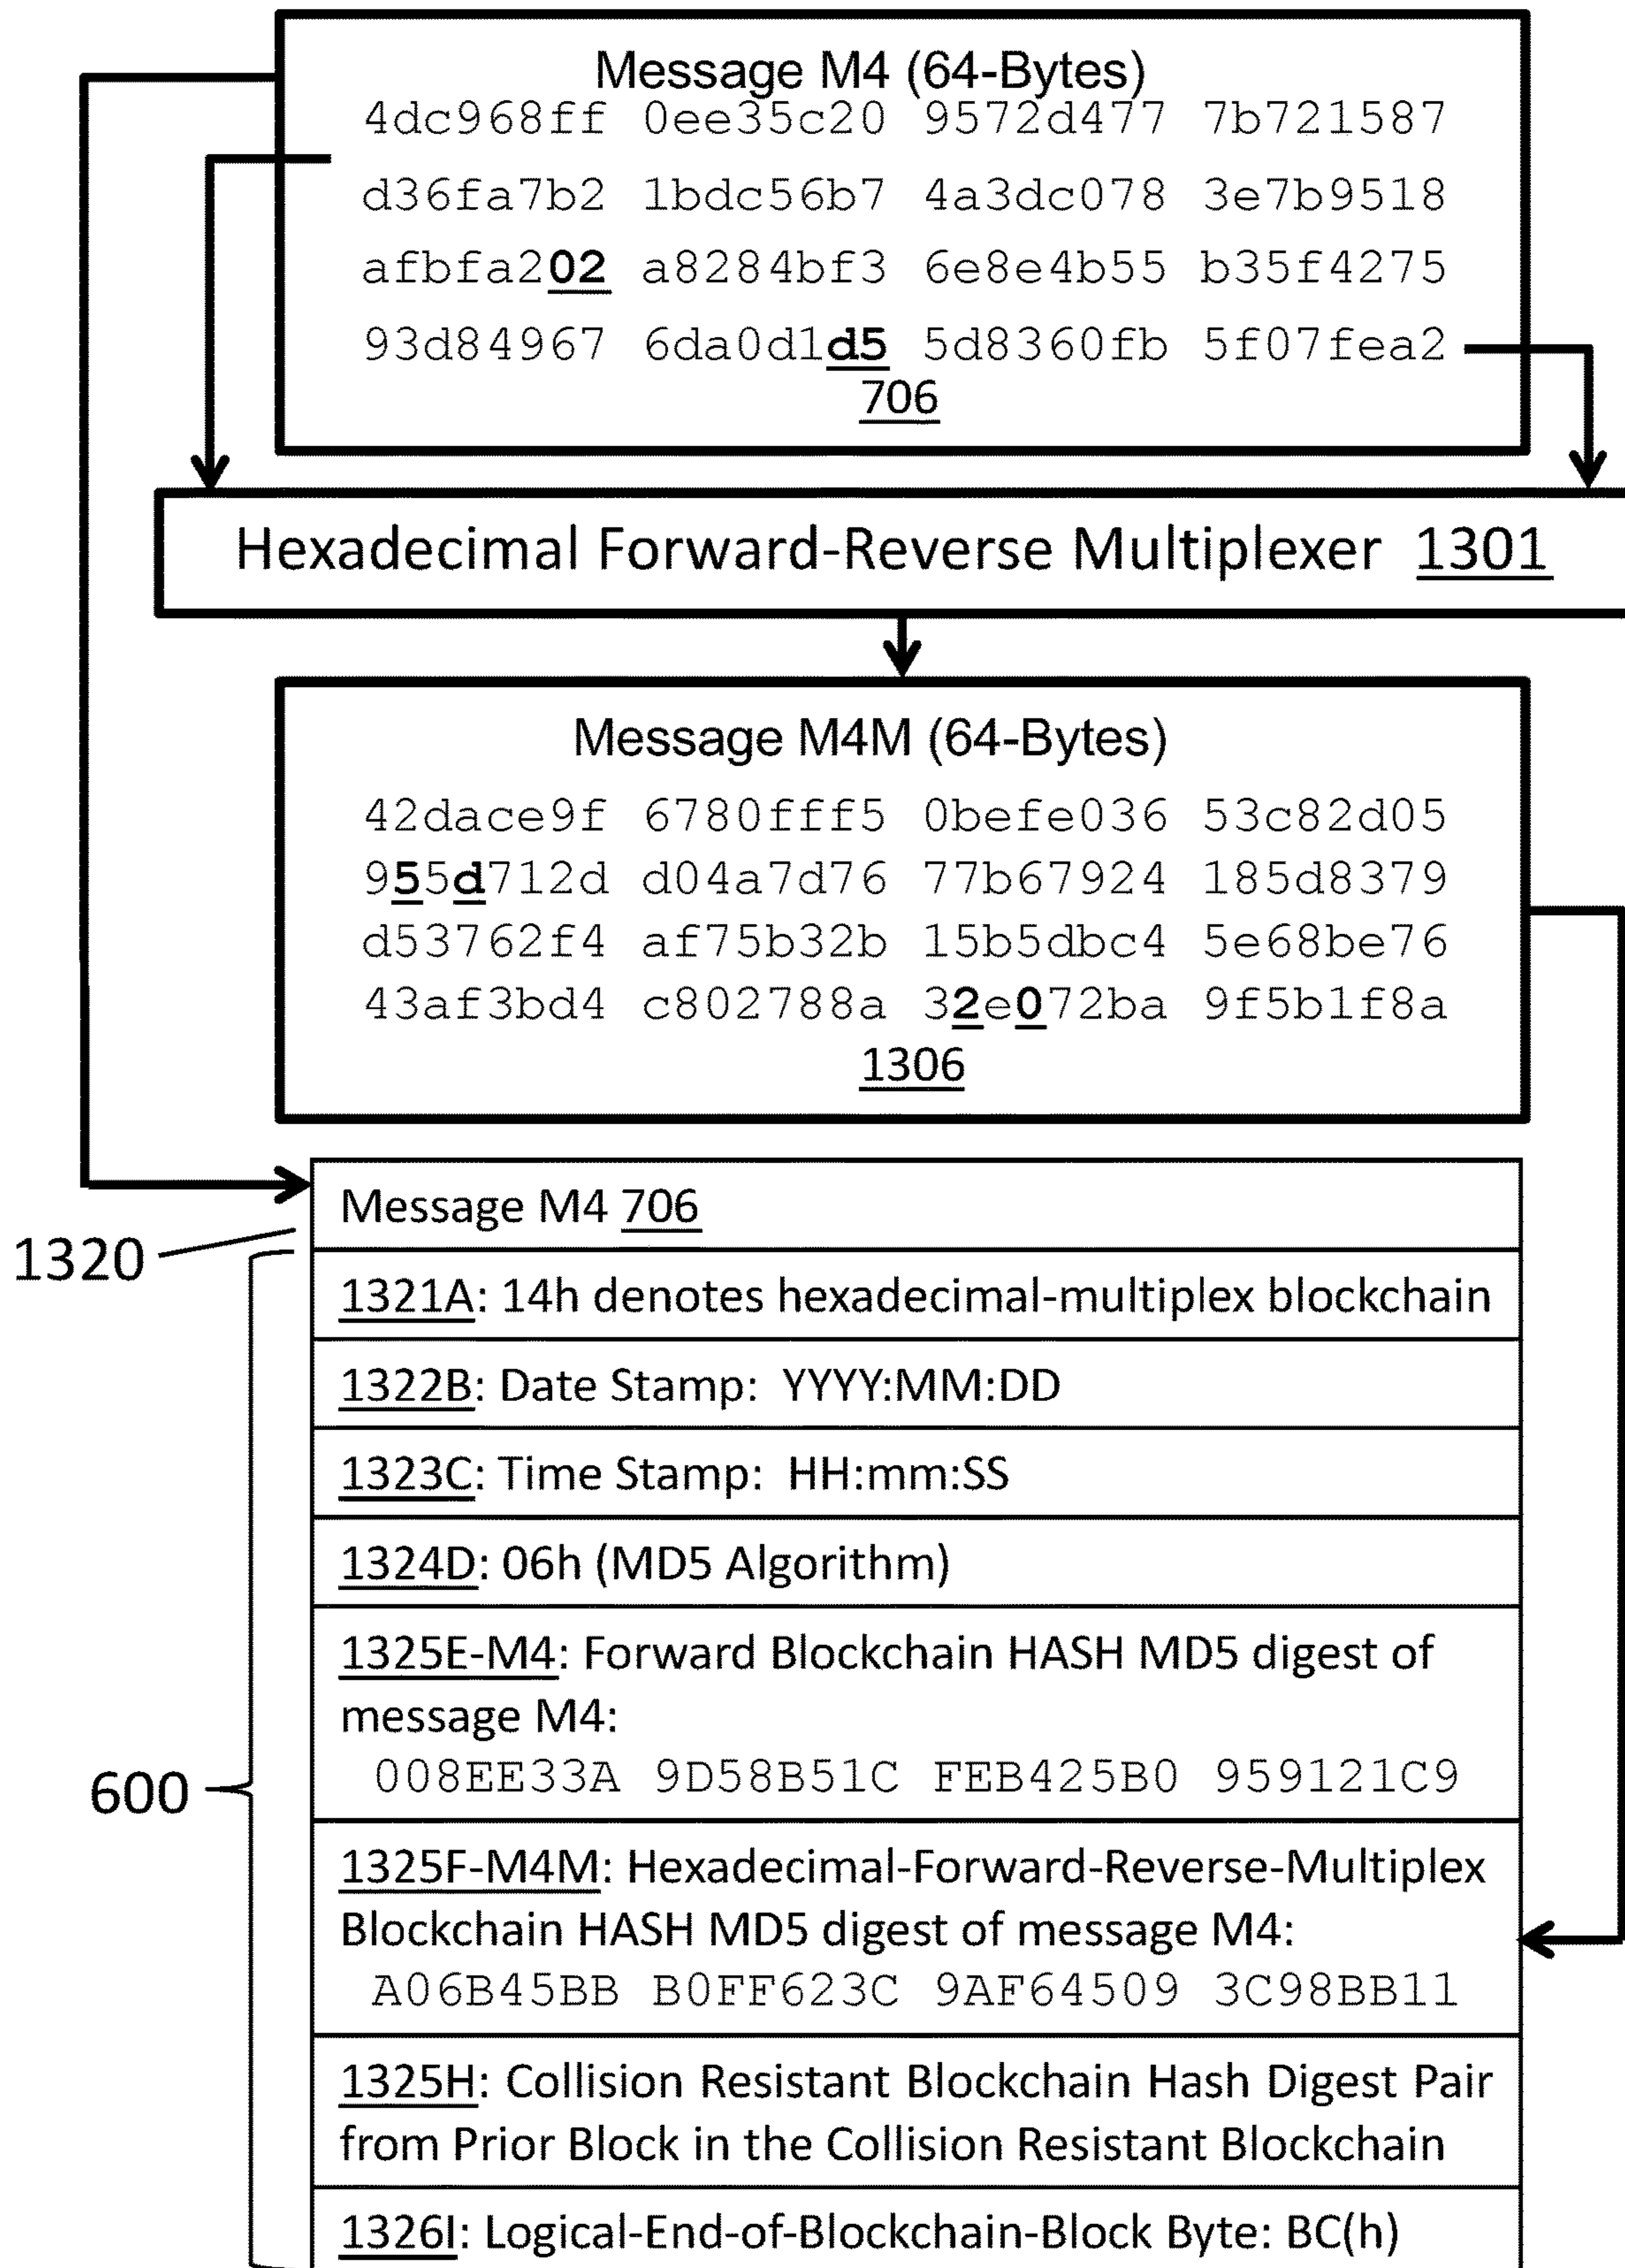 Message M4 (64-Bytes)
4dc968ff 0ee35c20 9572d477 7b721587
d36fa7b2 1bdc56b7 4a3dc078 3e7b9518
afbfa202 a8284bf3 6e8e4b55 b35f4275
93d84967 6da0d1d5 5d8360fb 5f07fea2
706
Hexadecimal Forward-Reverse Multiplexer 1301
Message M4M (64-Bytes)
42dace9f 6780fff5 0befe036 53c82d05
955d712d d04a7d76 77b67924 185d8379
d53762f4 af75b32b 15b5dbc4 5e68be76
43af3bd4 c802788a 32e072ba 9f5b1f8a
1306
Message M4 706
1320
1321A: 14h denotes hexadecimal-multiplex blockchain
1322B: Date Stamp: YYYY:MM:DD
1323C: Time Stamp: HH:mm:SS
1324D: 06h (MD5 Algorithm)
1325E-M4: Forward Blockchain HASH MD5 digest of
message M4:
008EE33A 9D58B51C FEB425B0 959121C9
600
1325F-M4M: Hexadecimal-Forward-Reverse-Multiplex
Blockchain HASH MD5 digest of message M4:
A06B45BB B0FF623C 9AF64509 3C98BB11
1325H: Collision Resistant Blockchain Hash Digest Pair
from Prior Block in the Collision Resistant Blockchain
1326I: Logical-End-of-Blockchain-Block Byte: BC(h)